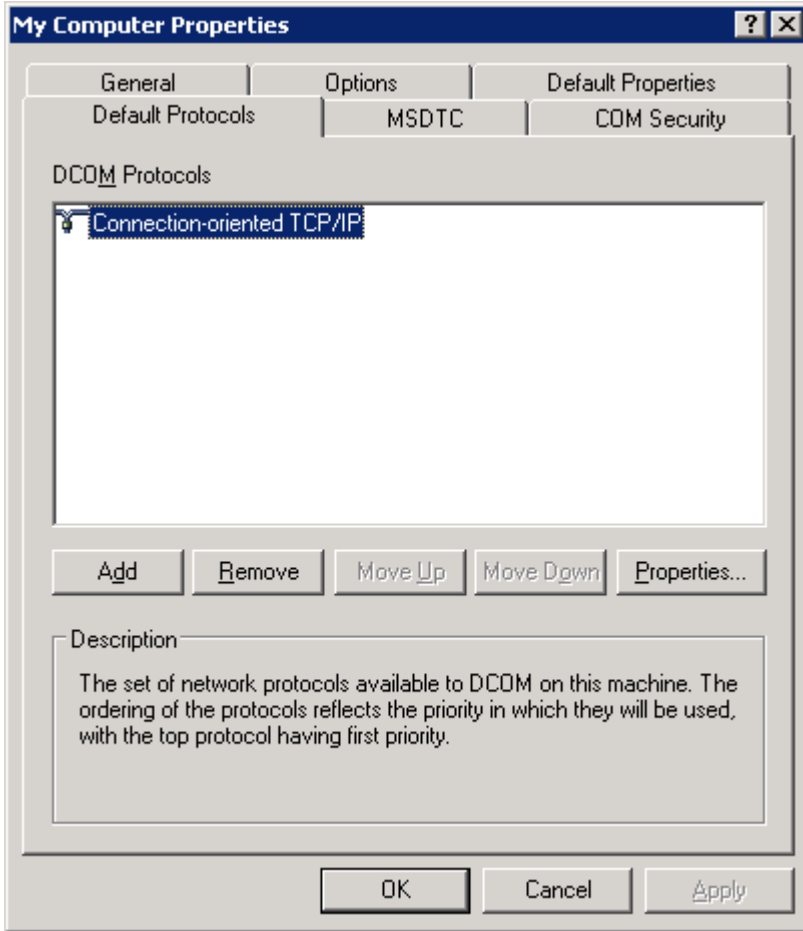 My Computer Properties
General Options Default Properties
Default Protocols MSDTC COM Security
DCOM Protocols
Connection-oriented TCP/IP
Add Remove Move Up Move Down Properties...
Description
The set of network protocols available to DCOM on this machine. The
ordering of the protocols reflects the priority in which they will be used,
with the top protocol having first priority.
OK Cancel Apply